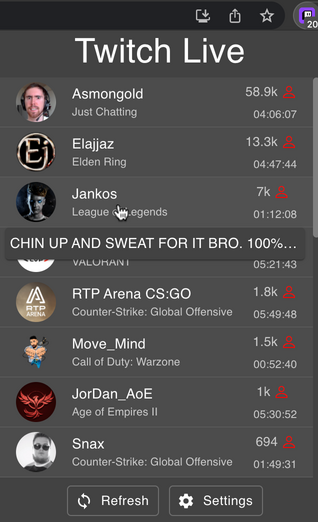 20
Twitch Live
Asmongold 58.9k
Just Chatting 04:06:07
Elajjaz 13.3k
Elden Ring 04:47:44
Jankos 7k
League of Legends 01:12:08
CHIN UP AND SWEAT FOR IT BRO. 100%...
VALORANT 05:21:43
RTP ARENA
RTP Arena CS:GO 1.8k
Counter-Strike: Global Offensive 05:49:48
Move_Mind 1.5k
Call of Duty: Warzone 00:52:40
JorDan_AoE 1k
Age of Empires II 05:30:52
Snax 694
Counter-Strike: Global Offensive 01:49:31
Refresh Settings